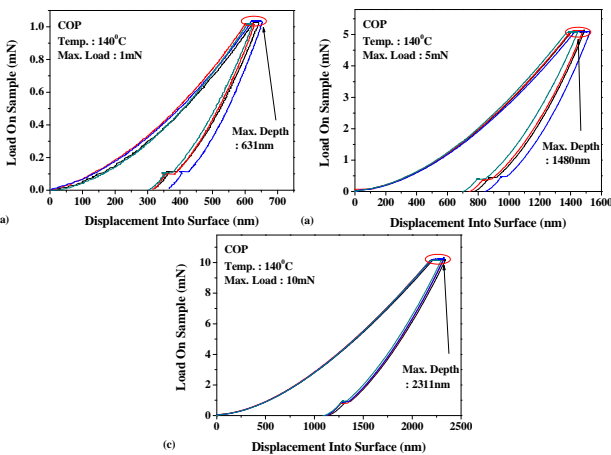 COP
Temp. : 140⁰C
Max. Load : 1mN
Max. Depth
: 631nm
Load On Sample (mN)
1.0
0.8
0.6
0.4
0.2
0.0
0 100 200 300 400 500 600 700
Displacement Into Surface (nm)
a)
COP
Temp. : 140⁰C
Max. Load : 5mN
Max. Depth
: 1480nm
Load On Sample (mN)
5
4
3
2
1
0
0 200 400 600 800 1000 1200 1400 1600
Displacement Into Surface (nm)
(a)
COP
Temp. : 140⁰C
Max. Load : 10mN
Max. Depth
: 2311nm
Load On Sample (mN)
10
8
6
4
2
0
0 500 1000 1500 2000 2500
Displacement Into Surface (nm)
(c)